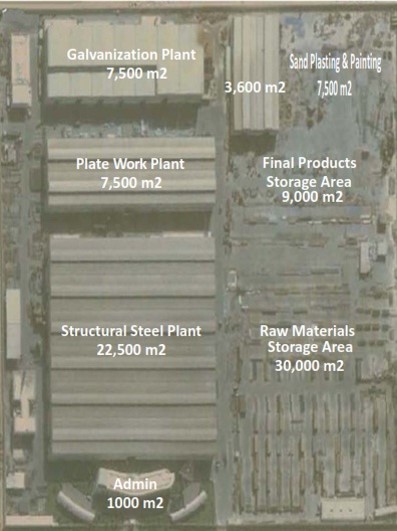 Galvanization Plant
7,500 m2
3,600 m2
Sand Plasting & Painting
7,500 m2
Plate Work Plant
7,500 m2
Final Products
Storage Area
9,000 m2
Structural Steel Plant
22,500 m2
Raw Materials
Storage Area
30,000 m2
Admin
1000 m2